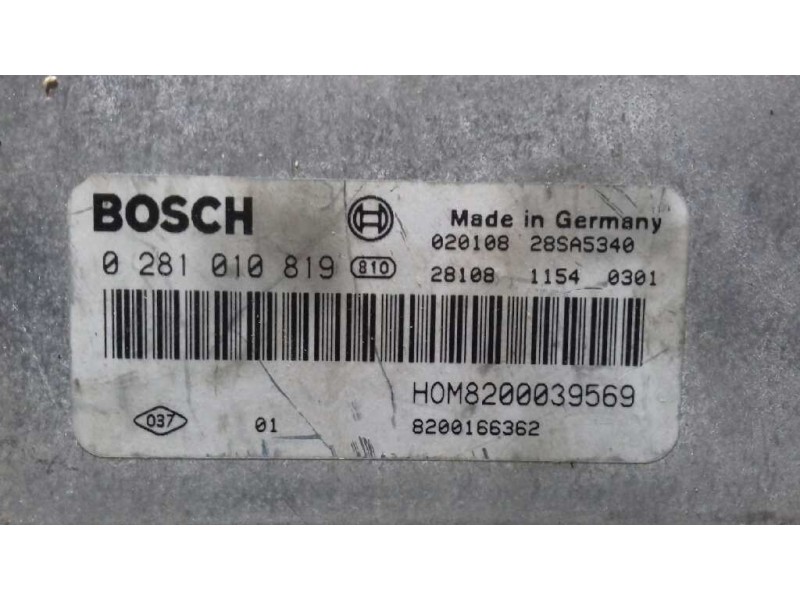 BOSCH
Made in Germany
020108 28SA5340
0 281 010 819 810
28108 1154 0301
HOM8200039569
037 01 8200166362